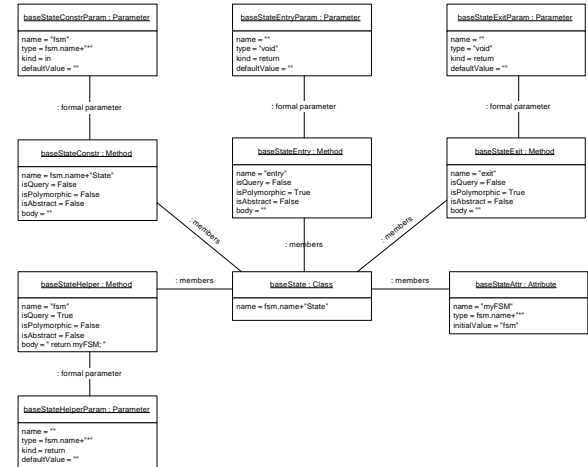 baseStateConstrParam : Parameter
name = "fsm"
type = fsm.name+"*"
kind = in
defaultValue = ""
baseStateEntryParam : Parameter
name = ""
type = "void"
kind = return
defaultValue = ""
baseStateExitParam : Parameter
name = ""
type = "void"
kind = return
defaultValue = ""
: formal parameter
: formal parameter
: formal parameter
baseStateConstr : Method
name = fsm.name+"State"
isQuery = False
isPolymorphic = False
isAbstract = False
body = ""
baseStateEntry : Method
name = "entry"
isQuery = False
isPolymorphic = True
isAbstract = False
body = ""
baseStateExit : Method
name = "exit"
isQuery = False
isPolymorphic = True
isAbstract = False
body = ""
: members
: members
: members
baseStateHelper : Method
name = "fsm"
isQuery = True
isPolymorphic = False
isAbstract = False
body = " return myFSM; "
: members
baseState : Class
name = fsm.name+"State"
: members
baseStateAttr : Attribute
name = "myFSM"
type = fsm.name+"*"
initialValue = "fsm"
: formal parameter
baseStateHelperParam : Parameter
name = ""
type = fsm.name+"*"
kind = return
defaultValue = ""